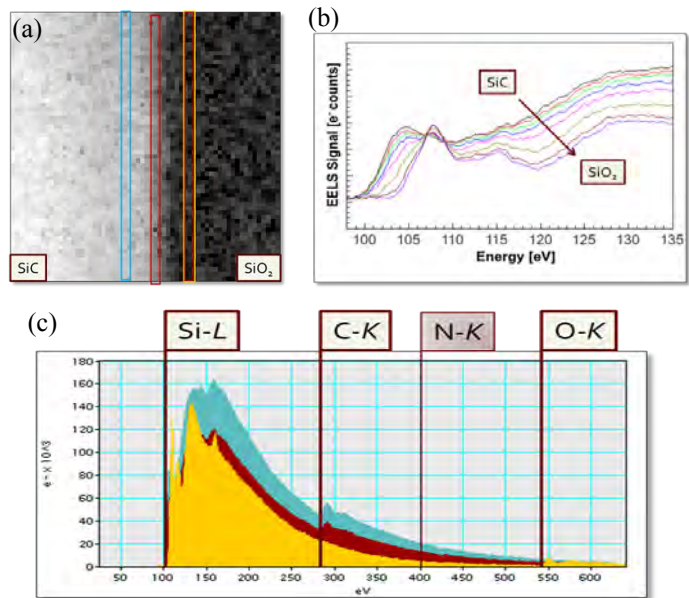 (a)
SiC
SiO₂
(b)
EELS Signal [e⁻ counts]
SiC
SiO₂
100 105 110 115 120 125 130 135
Energy [eV]
(c)
Si-L
C-K
N-K
O-K
180
160
140
120
100
80
60
40
20
0
e- x 10^3
50 100 150 200 250 300 350 400 450 500 550 600
eV